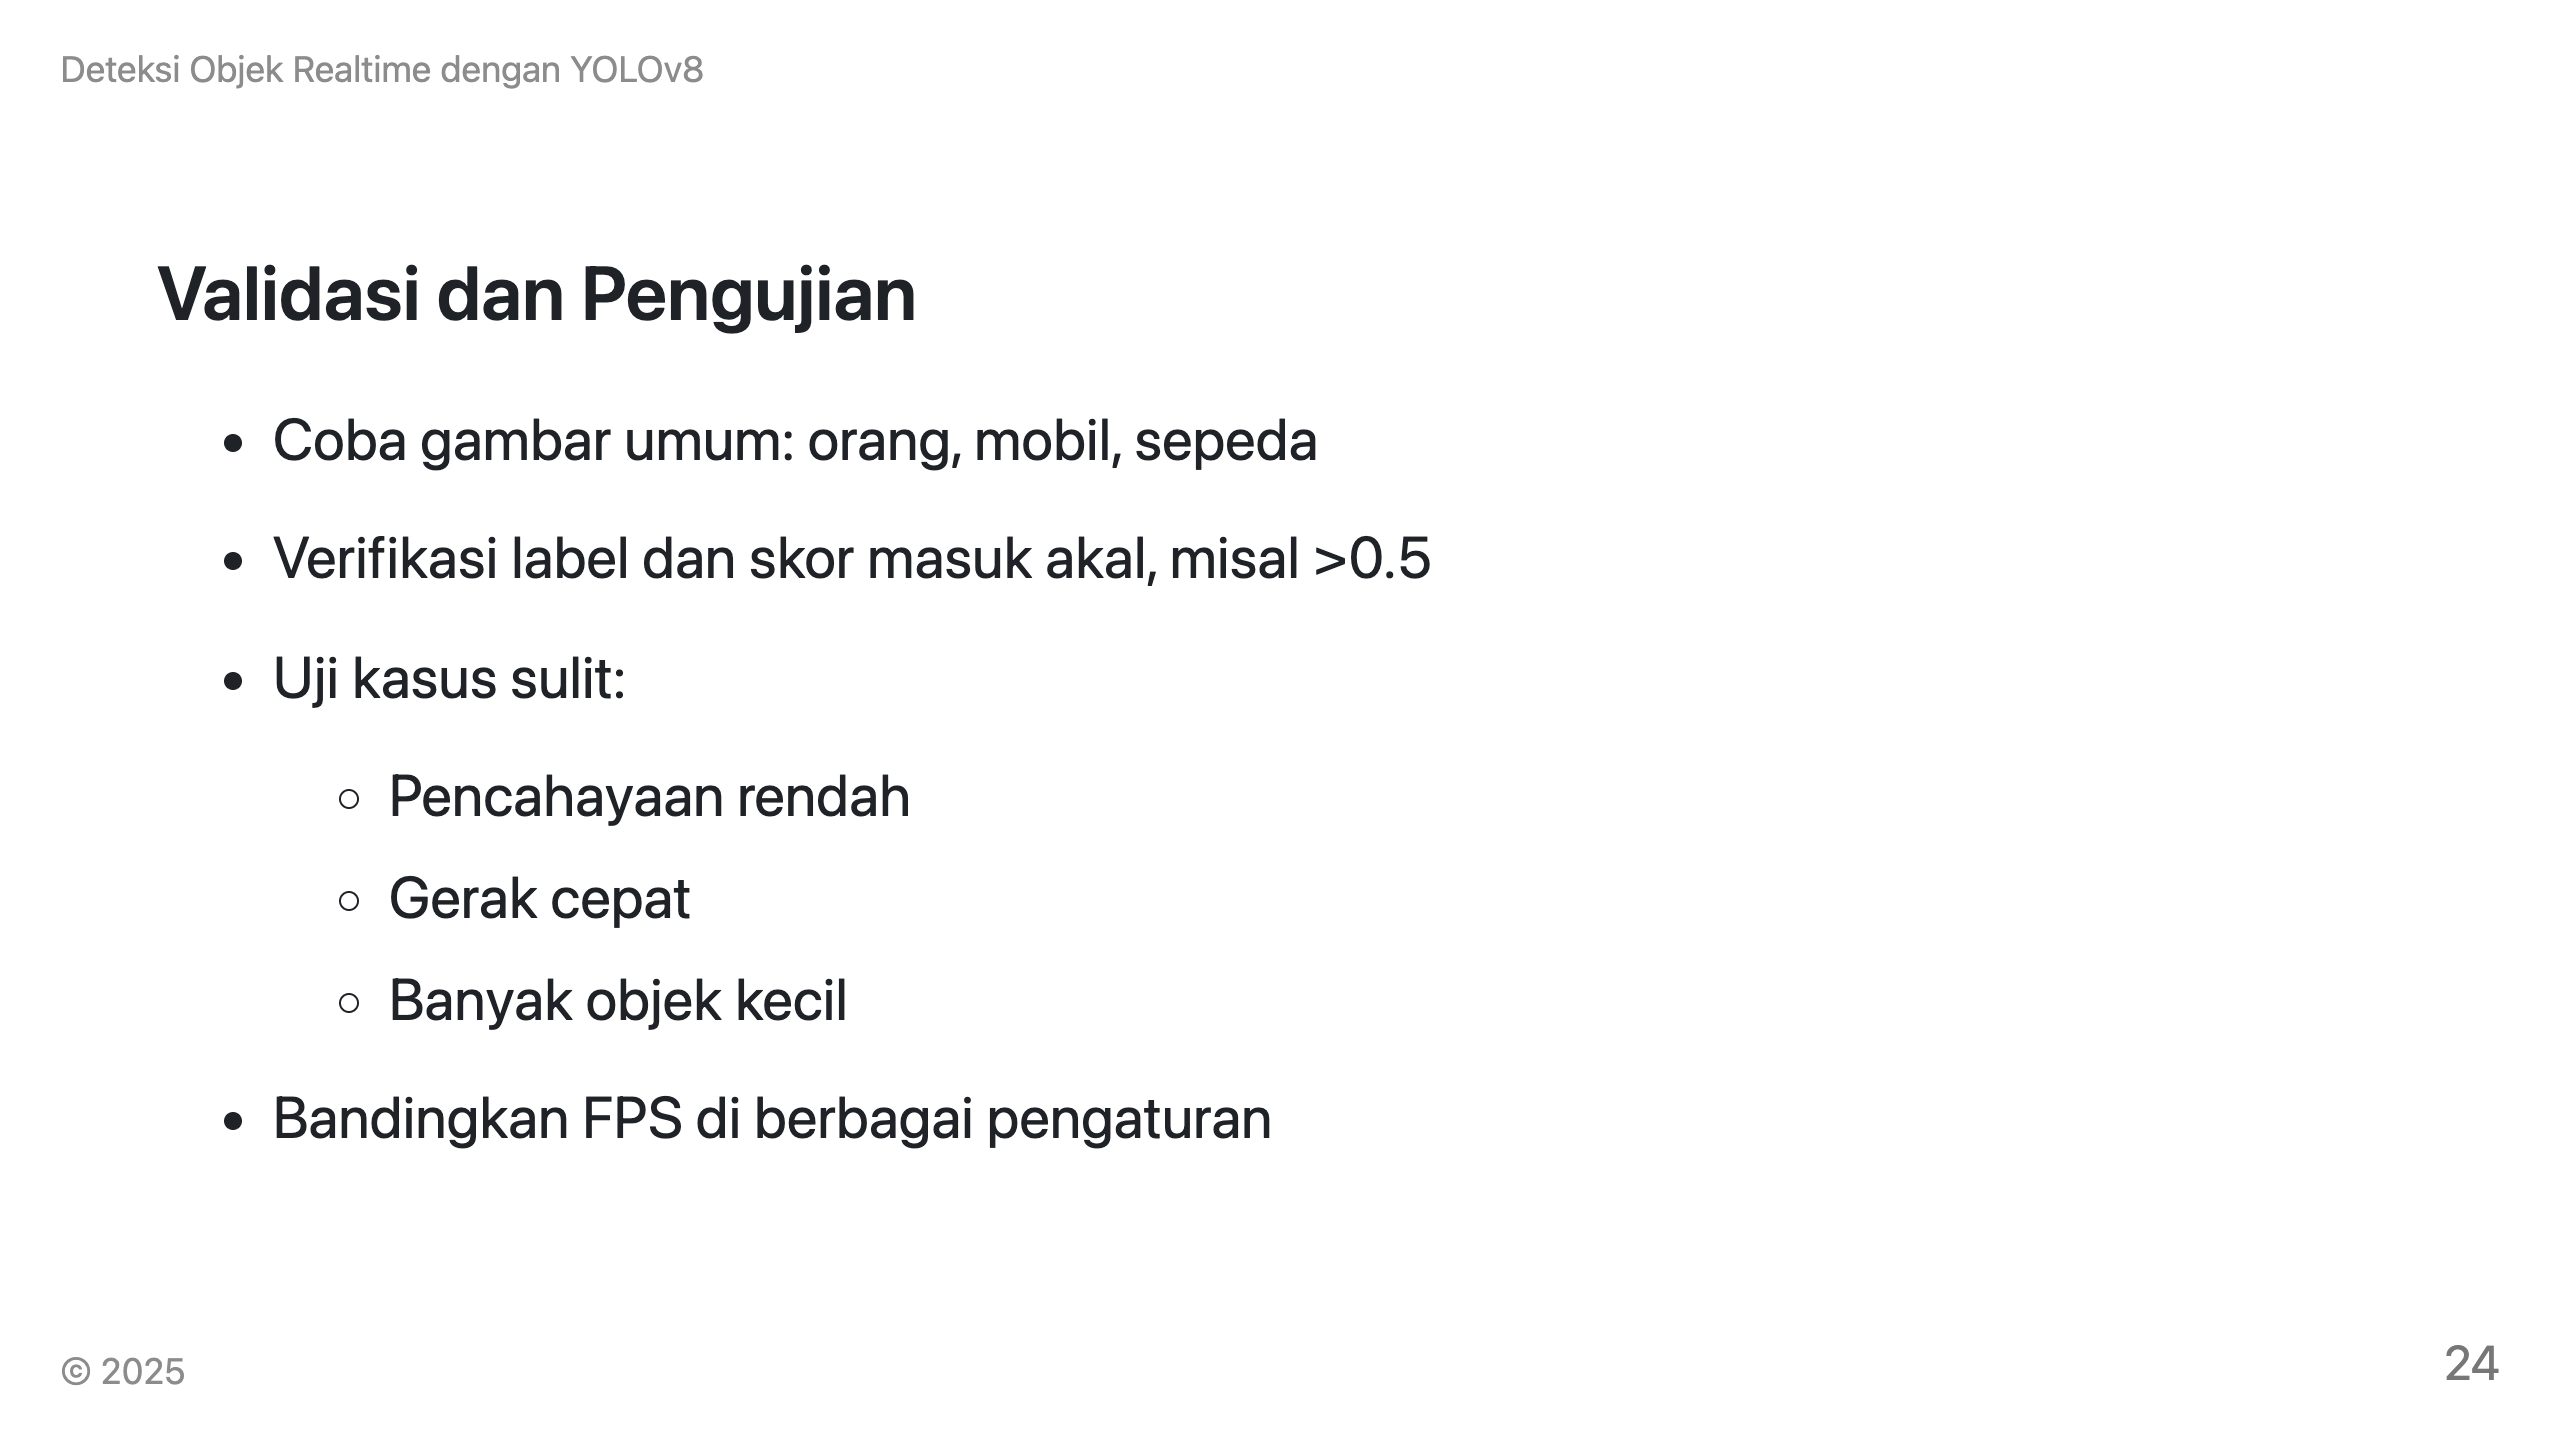 Deteksi Objek Realtime dengan YOLOv8
Validasi dan Pengujian
• Coba gambar umum: orang, mobil, sepeda
• Verifikasi label dan skor masuk akal, misal >0.5
• Uji kasus sulit:
◦ Pencahayaan rendah
◦ Gerak cepat
◦ Banyak objek kecil
• Bandingkan FPS di berbagai pengaturan
© 2025
24